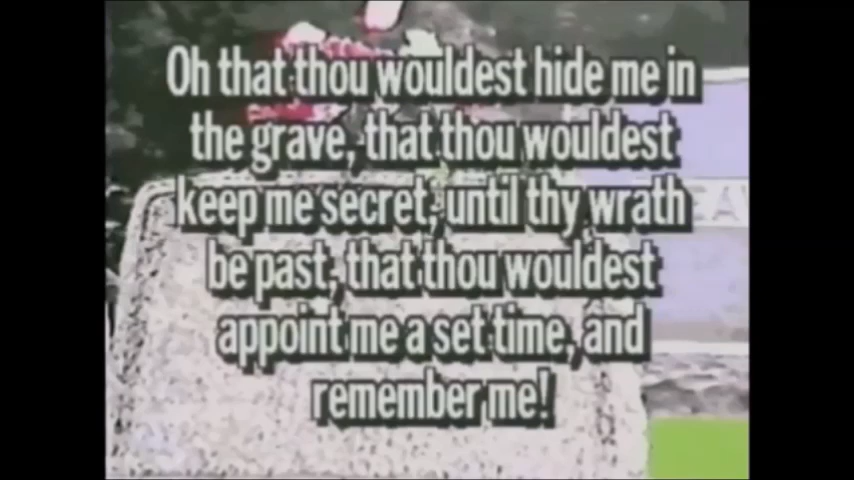 Oh that thou wouldest hide me in
the grave, that thou wouldest
keep me secret, until thy wrath
be past, that thou wouldest
appoint me a set time, and
remember me!